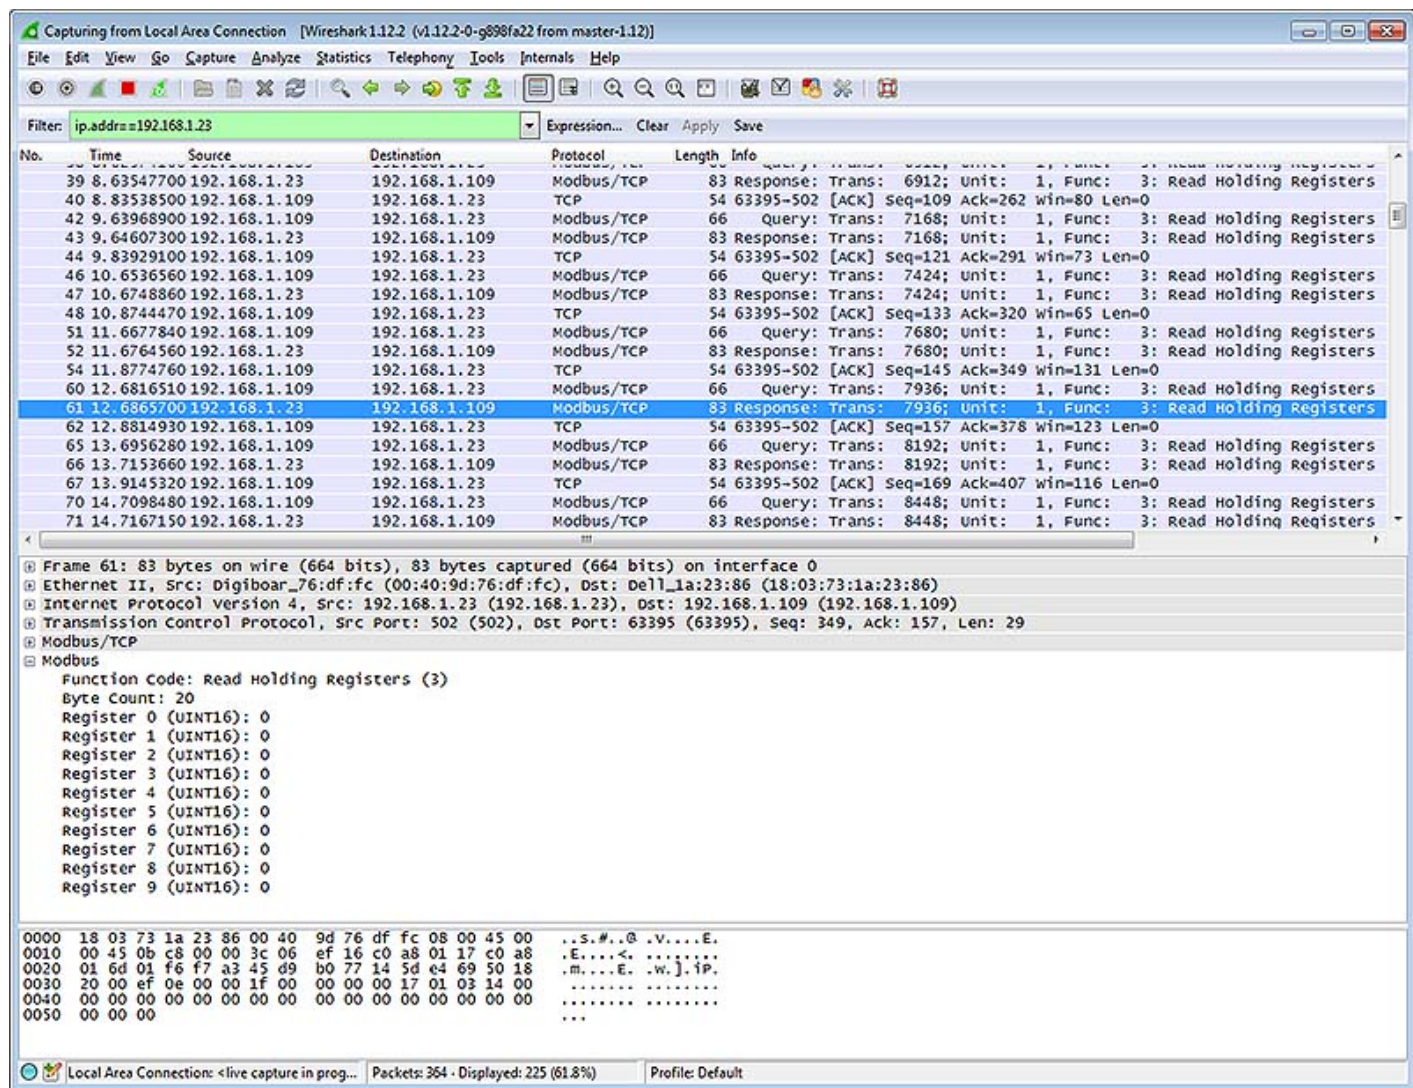 Capturing from Local Area Connection [Wireshark 1.12.2 (v1.12.2-0-g898fa22 from master-1.12)]
File Edit View Go Capture Analyze Statistics Telephony Tools Internals Help
Filter: ip.addr==192.168.1.23 Expression... Clear Apply Save
No. Time Source Destination Protocol Length Info
39 8.63547700 192.168.1.23 192.168.1.109 Modbus/TCP 83 Response: Trans: 6912; Unit: 1, Func: 3: Read Holding Registers
40 8.83538500 192.168.1.109 192.168.1.23 TCP 54 63395-502 [ACK] Seq=109 Ack=262 Win=80 Len=0
42 9.63968900 192.168.1.109 192.168.1.23 Modbus/TCP 66 Query: Trans: 7168; Unit: 1, Func: 3: Read Holding Registers
43 9.64607300 192.168.1.23 192.168.1.109 Modbus/TCP 83 Response: Trans: 7168; Unit: 1, Func: 3: Read Holding Registers
44 9.83929100 192.168.1.109 192.168.1.23 TCP 54 63395-502 [ACK] Seq=121 Ack=291 Win=73 Len=0
46 10.6536560 192.168.1.109 192.168.1.23 Modbus/TCP 66 Query: Trans: 7424; Unit: 1, Func: 3: Read Holding Registers
47 10.6748860 192.168.1.23 192.168.1.109 Modbus/TCP 83 Response: Trans: 7424; Unit: 1, Func: 3: Read Holding Registers
48 10.8744470 192.168.1.109 192.168.1.23 TCP 54 63395-502 [ACK] Seq=133 Ack=320 Win=65 Len=0
51 11.6677840 192.168.1.109 192.168.1.23 Modbus/TCP 66 Query: Trans: 7680; Unit: 1, Func: 3: Read Holding Registers
52 11.6764560 192.168.1.23 192.168.1.109 Modbus/TCP 83 Response: Trans: 7680; Unit: 1, Func: 3: Read Holding Registers
54 11.8774760 192.168.1.109 192.168.1.23 TCP 54 63395-502 [ACK] Seq=145 Ack=349 Win=131 Len=0
60 12.6816510 192.168.1.109 192.168.1.23 Modbus/TCP 66 Query: Trans: 7936; Unit: 1, Func: 3: Read Holding Registers
61 12.6865700 192.168.1.23 192.168.1.109 Modbus/TCP 83 Response: Trans: 7936; Unit: 1, Func: 3: Read Holding Registers
62 12.8814930 192.168.1.109 192.168.1.23 TCP 54 63395-502 [ACK] Seq=157 Ack=378 Win=123 Len=0
65 13.6956280 192.168.1.109 192.168.1.23 Modbus/TCP 66 Query: Trans: 8192; Unit: 1, Func: 3: Read Holding Registers
66 13.7153660 192.168.1.23 192.168.1.109 Modbus/TCP 83 Response: Trans: 8192; Unit: 1, Func: 3: Read Holding Registers
67 13.9145320 192.168.1.109 192.168.1.23 TCP 54 63395-502 [ACK] Seq=169 Ack=407 Win=116 Len=0
70 14.7098480 192.168.1.109 192.168.1.23 Modbus/TCP 66 Query: Trans: 8448; Unit: 1, Func: 3: Read Holding Registers
71 14.7167150 192.168.1.23 192.168.1.109 Modbus/TCP 83 Response: Trans: 8448; Unit: 1, Func: 3: Read Holding Registers
Frame 61: 83 bytes on wire (664 bits), 83 bytes captured (664 bits) on interface 0
Ethernet II, Src: Digiboar_76:df:fc (00:40:9d:76:df:fc), Dst: Dell_1a:23:86 (18:03:73:1a:23:86)
Internet Protocol Version 4, Src: 192.168.1.23 (192.168.1.23), Dst: 192.168.1.109 (192.168.1.109)
Transmission Control Protocol, Src Port: 502 (502), Dst Port: 63395 (63395), Seq: 349, Ack: 157, Len: 29
Modbus/TCP
Modbus
Function Code: Read Holding Registers (3)
Byte Count: 20
Register 0 (UINT16): 0
Register 1 (UINT16): 0
Register 2 (UINT16): 0
Register 3 (UINT16): 0
Register 4 (UINT16): 0
Register 5 (UINT16): 0
Register 6 (UINT16): 0
Register 7 (UINT16): 0
Register 8 (UINT16): 0
Register 9 (UINT16): 0
0000 18 03 73 1a 23 86 00 40 9d 76 df fc 08 00 45 00 ..s.#..@ .v....E.
0010 00 45 0b c8 00 00 3c 06 ef 16 c0 a8 01 17 c0 a8 .E....<. ........
0020 01 6d 01 f6 f7 a3 45 d9 b0 77 14 5d e4 69 50 18 .m....E. .w.].iP.
0030 20 00 ef 0e 00 00 1f 00 00 00 00 17 01 03 14 00 ....... ........
0040 00 00 00 00 00 00 00 00 00 00 00 00 00 00 00 00 ........ ........
0050 00 00 00 ...
Local Area Connection: <live capture in prog... Packets: 364 · Displayed: 225 (61.8%) Profile: Default